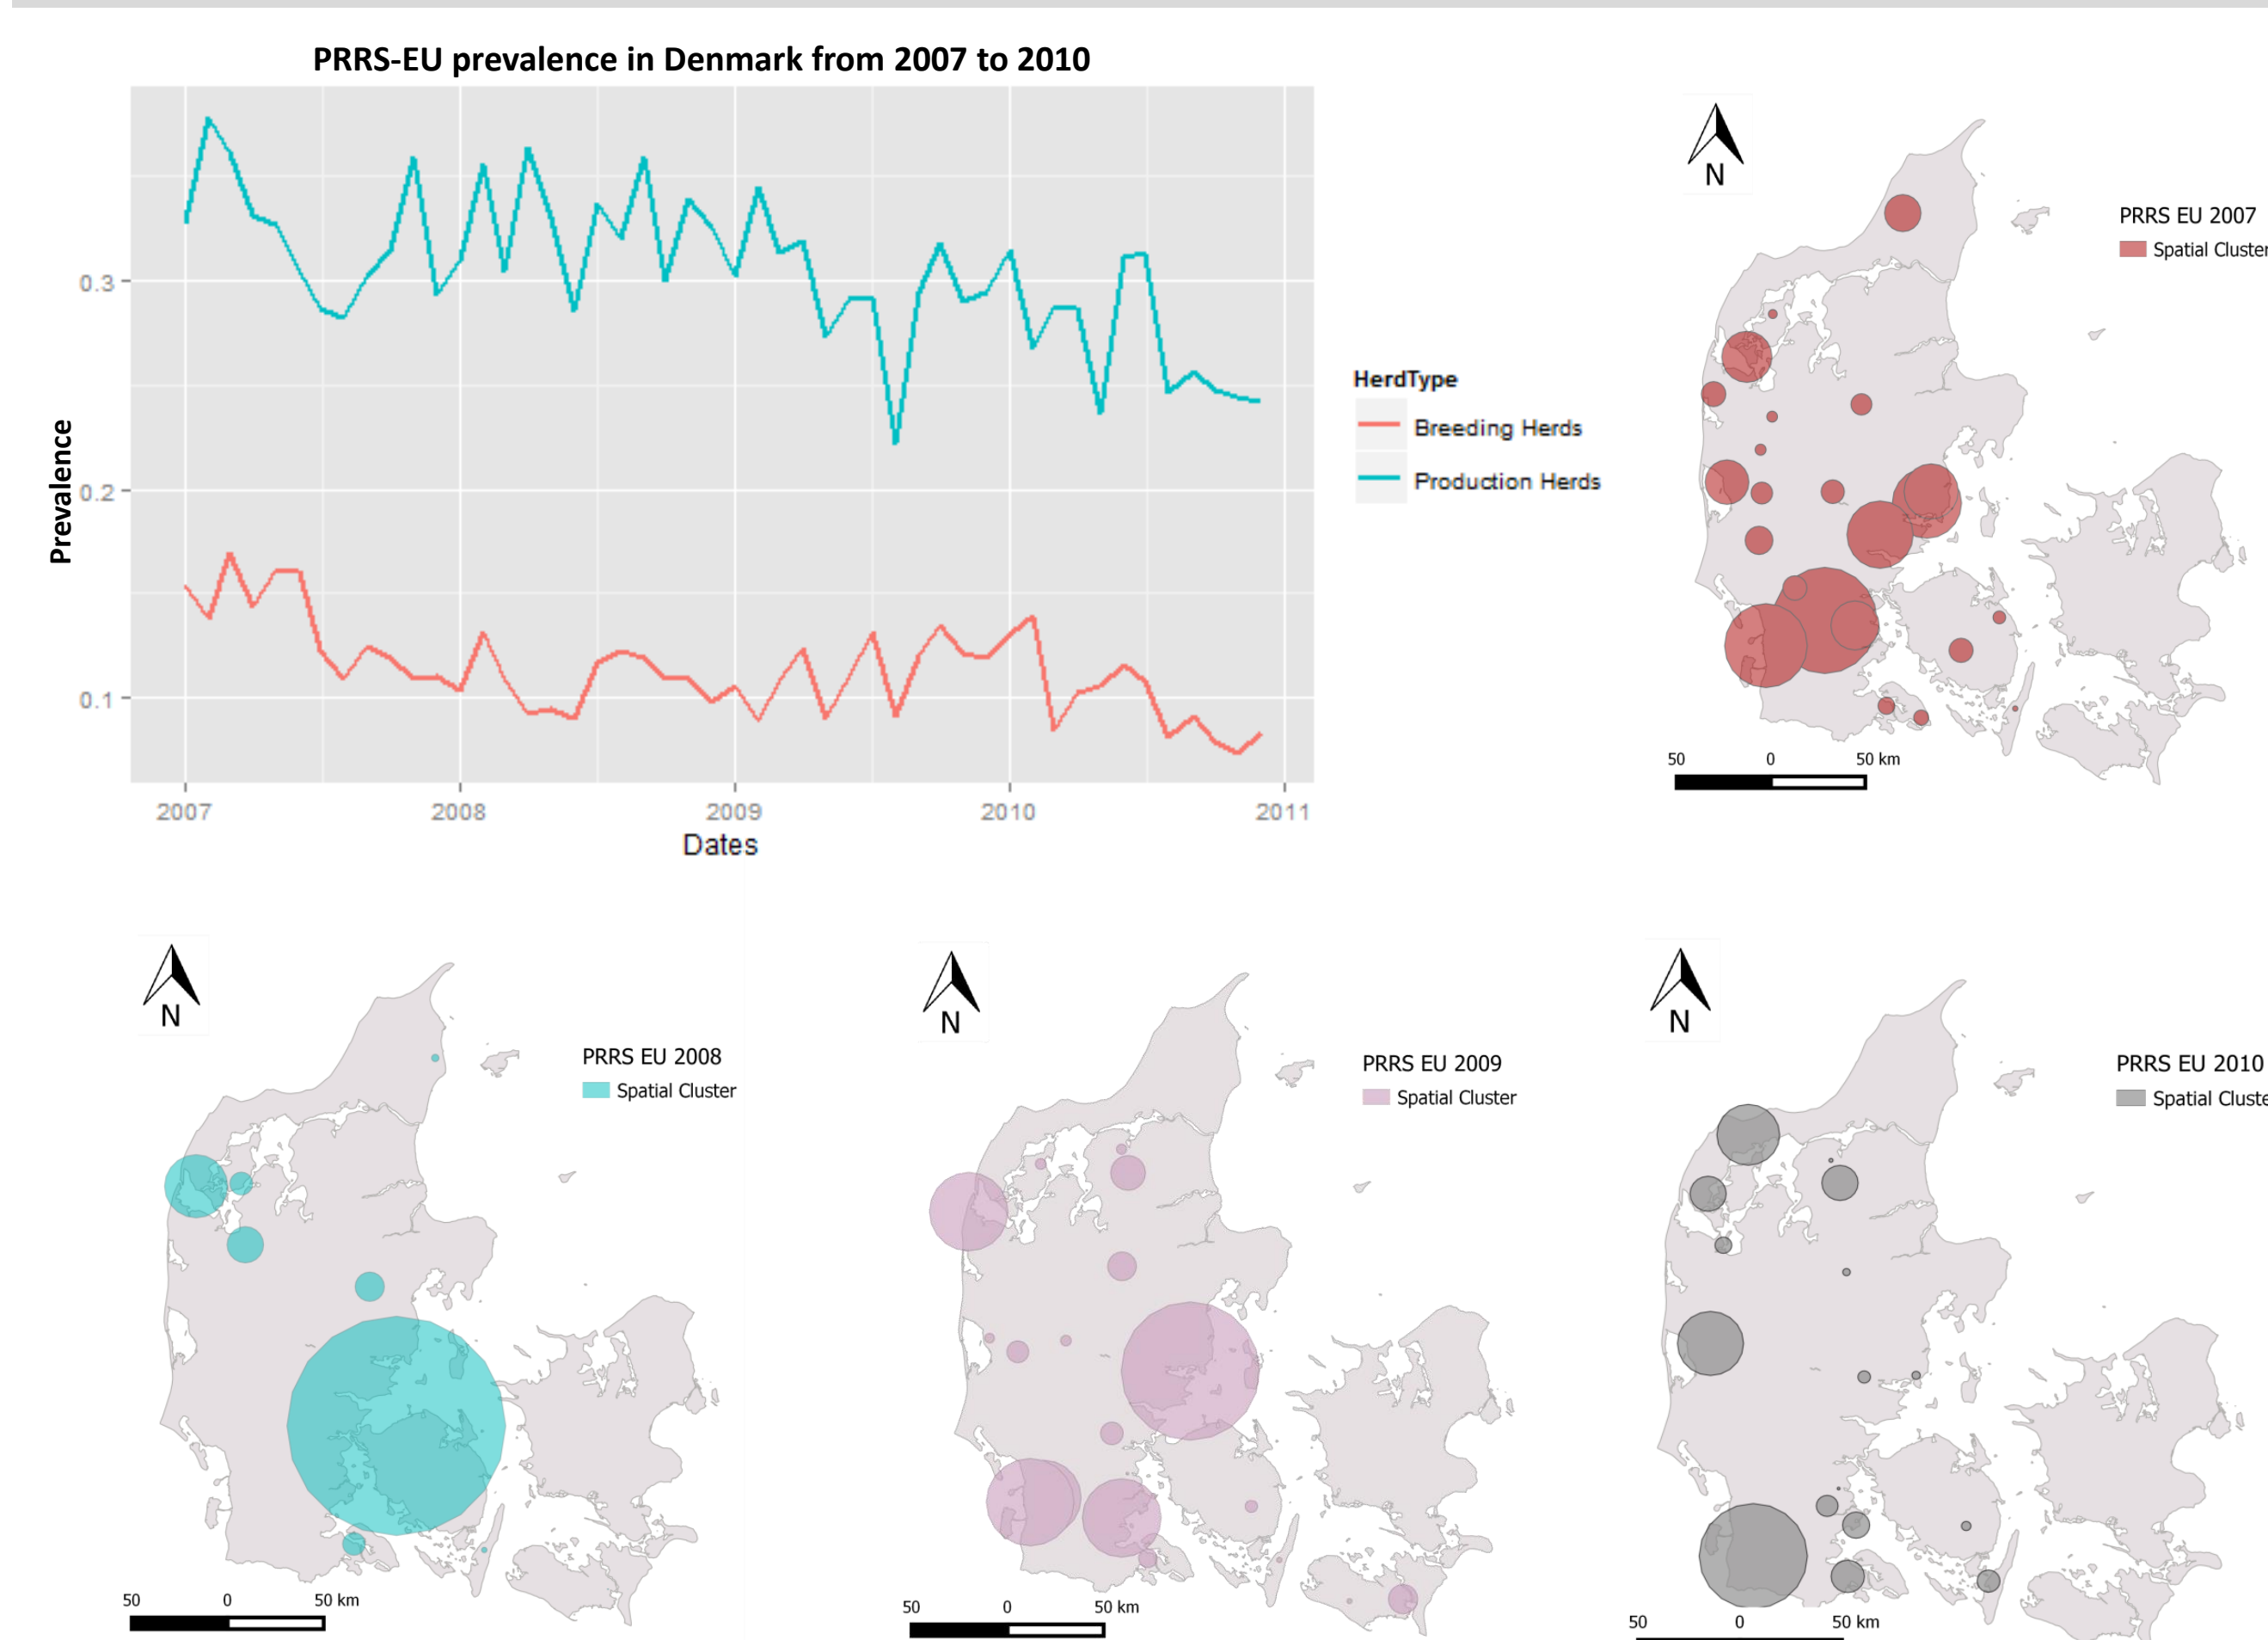 PRRS-EU prevalence in Denmark from 2007 to 2010
Prevalence
0.3
0.2
0.1
2007
2008
2009
2010
2011
Dates
HerdType
Breeding Herds
Production Herds
N
PRRS EU 2007
Spatial Cluster
50 0 50 km
N
PRRS EU 2008
Spatial Cluster
50 0 50 km
N
PRRS EU 2009
Spatial Cluster
50 0 50 km
N
PRRS EU 2010
Spatial Cluste
50 0 50 km